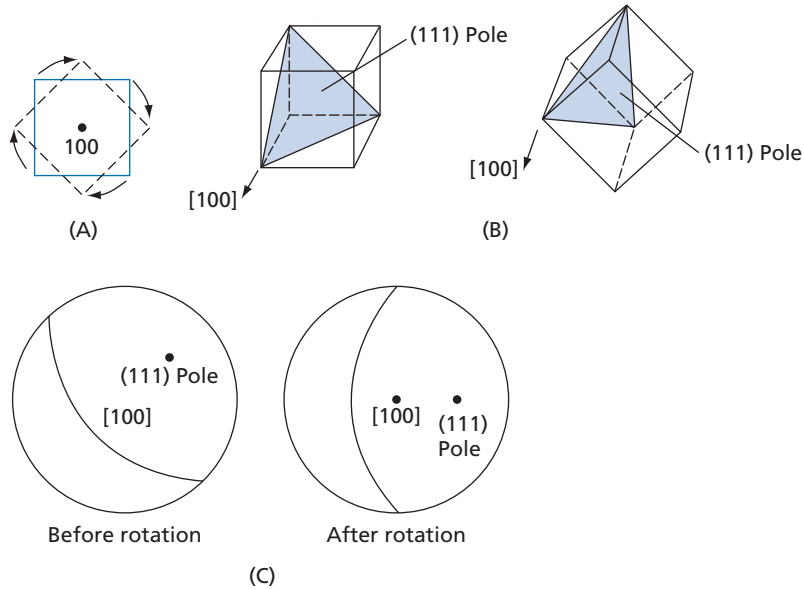 (111) Pole
100
[100]
(A)
(111) Pole
[100]
(B)
(111) Pole
[100]
Before rotation
[100]
(111)
Pole
After rotation
(C)